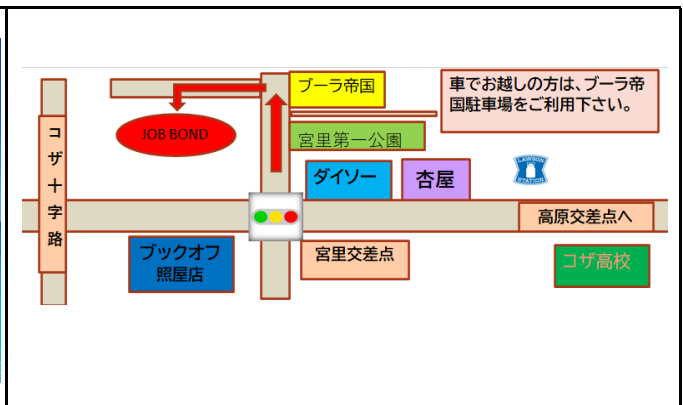 ブーラ帝国
車でお越しの方は、ブーラ帝
国駐車場をご利用下さい。
JOB BOND
宮里第一公園
コザ十字路
ダイソー
杏屋
LAWSON
STATION
高原交差点へ
ブックオフ
照屋店
宮里交差点
コザ高校